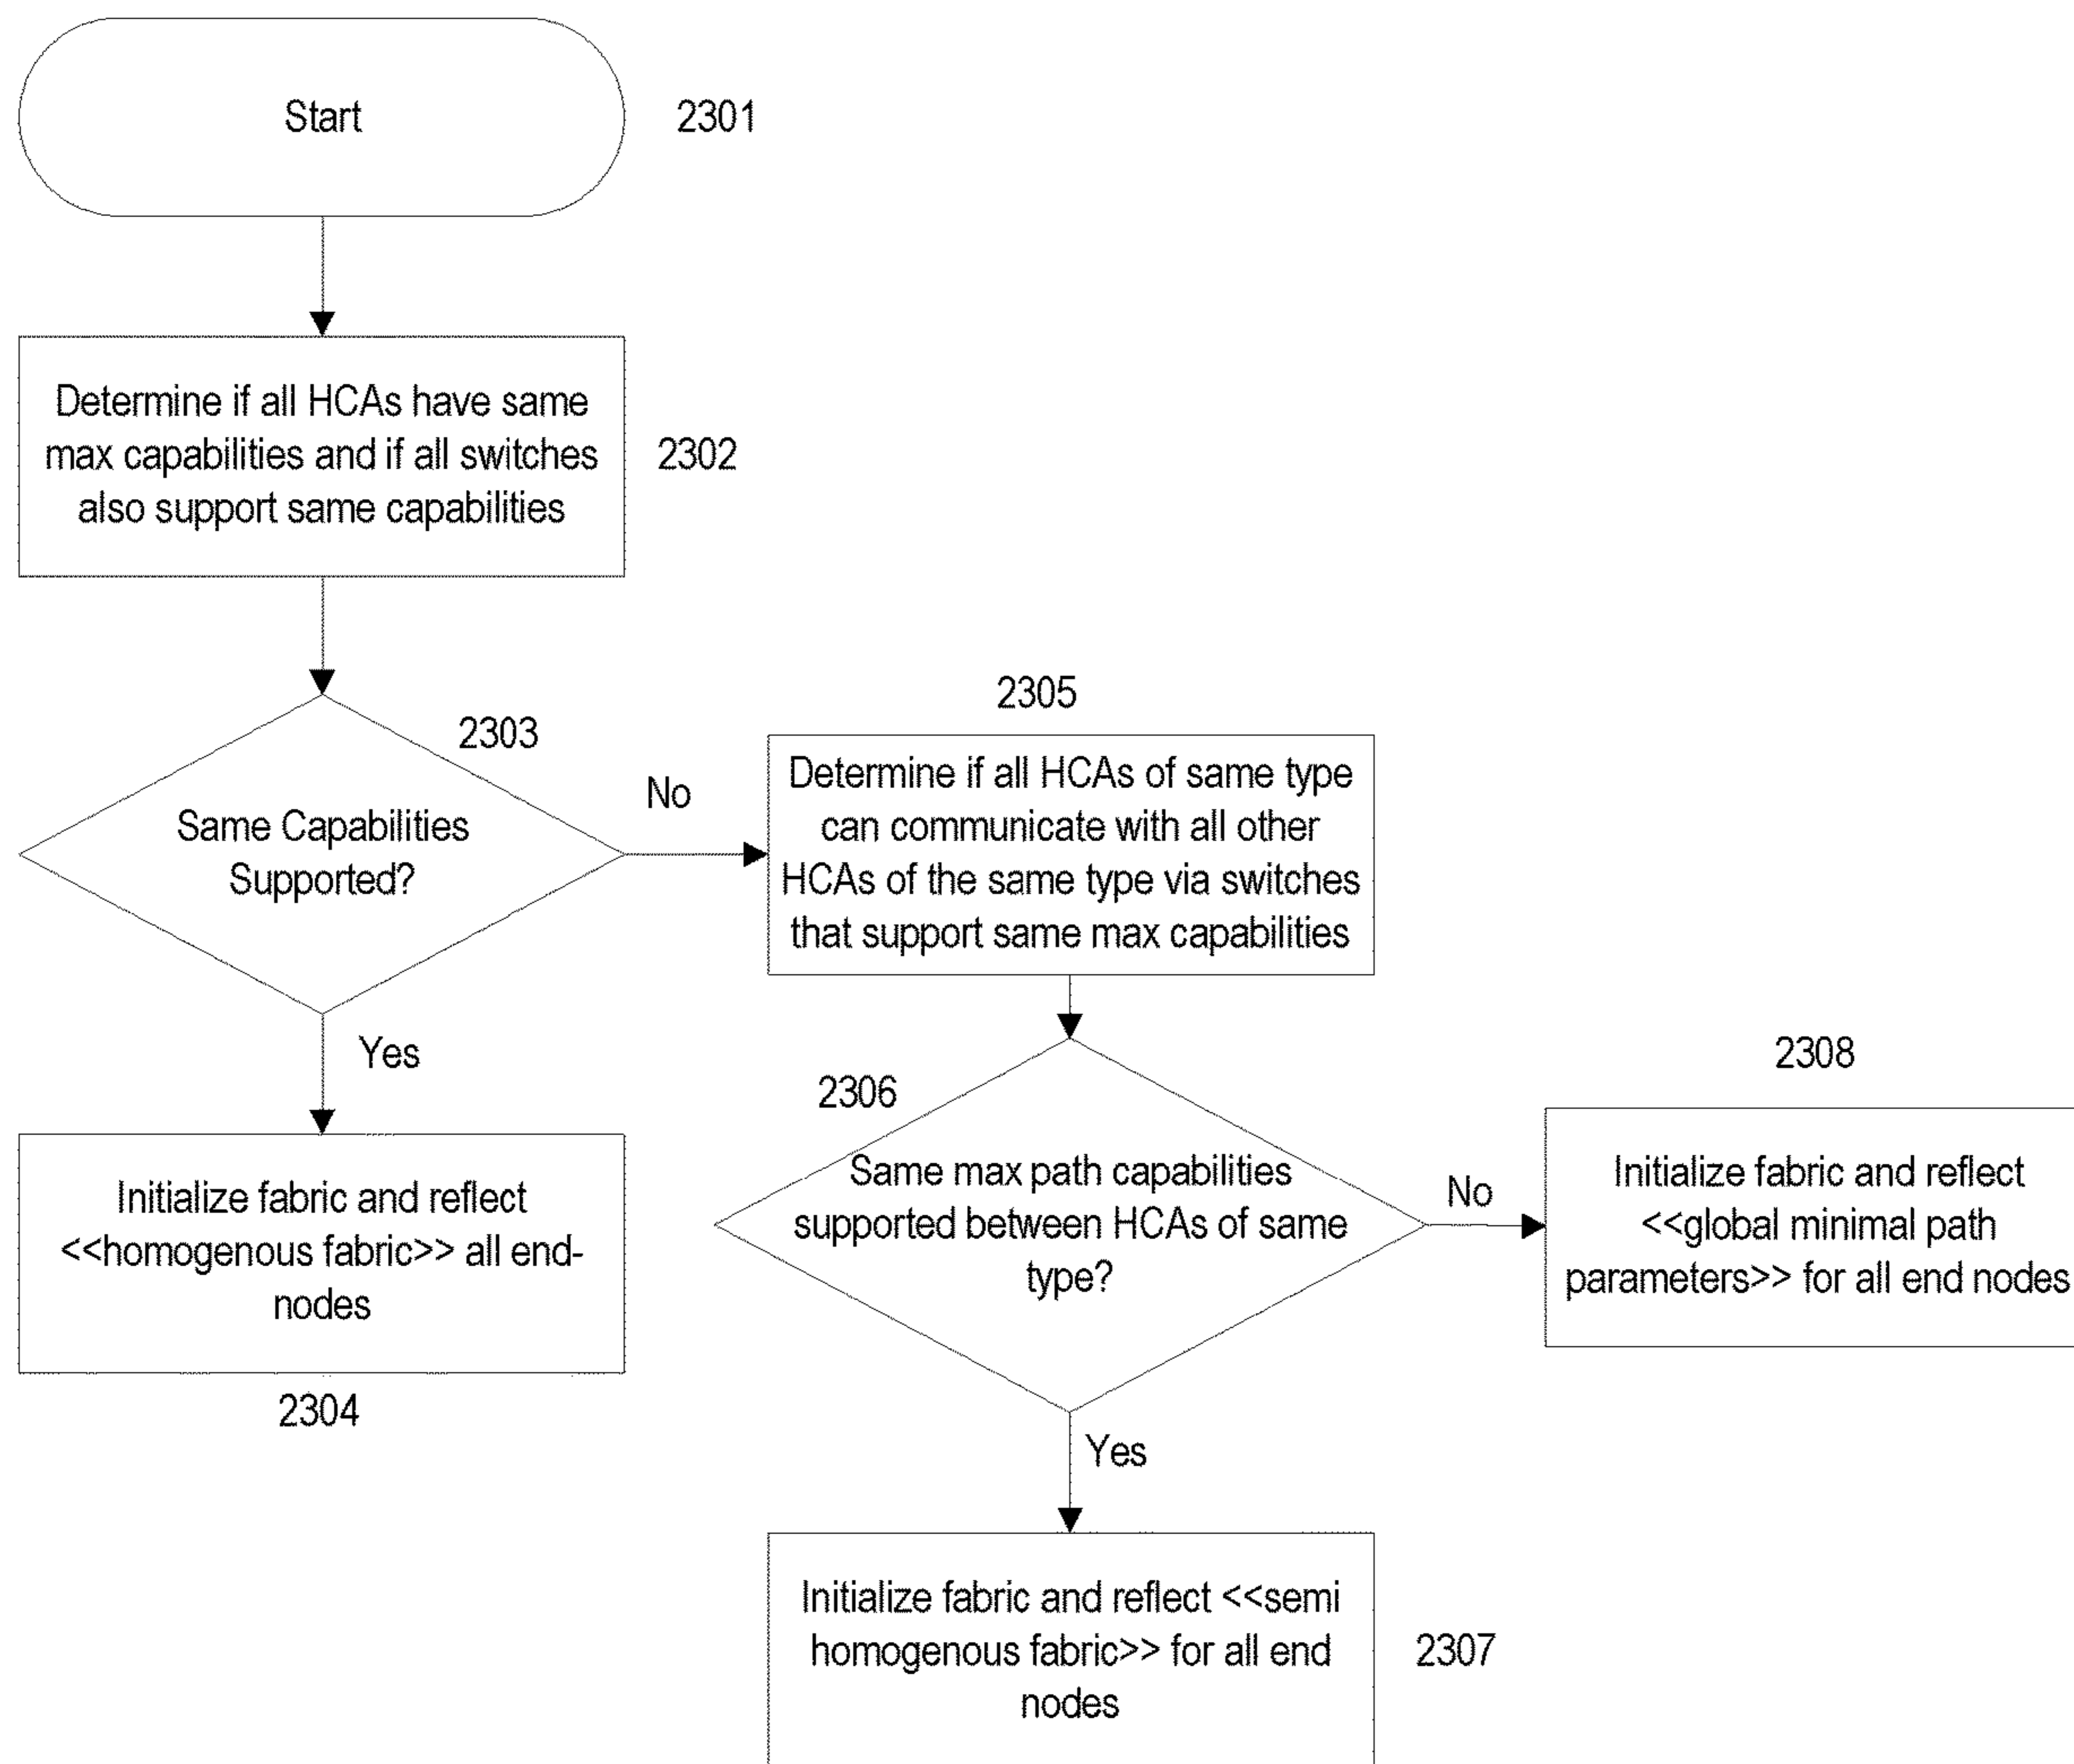 Start
2301
Determine if all HCAs have same
max capabilities and if all switches
also support same capabilities
2302
2303
Same Capabilities
Supported?
No
Yes
Initialize fabric and reflect
<<homogenous fabric>> all end-
nodes
2304
2305
Determine if all HCAs of same type
can communicate with all other
HCAs of the same type via switches
that support same max capabilities
2306
Same max path capabilities
supported between HCAs of same
type?
No
Yes
2308
Initialize fabric and reflect
<<global minimal path
parameters>> for all end nodes
Initialize fabric and reflect <<semi
homogenous fabric>> for all end
nodes
2307